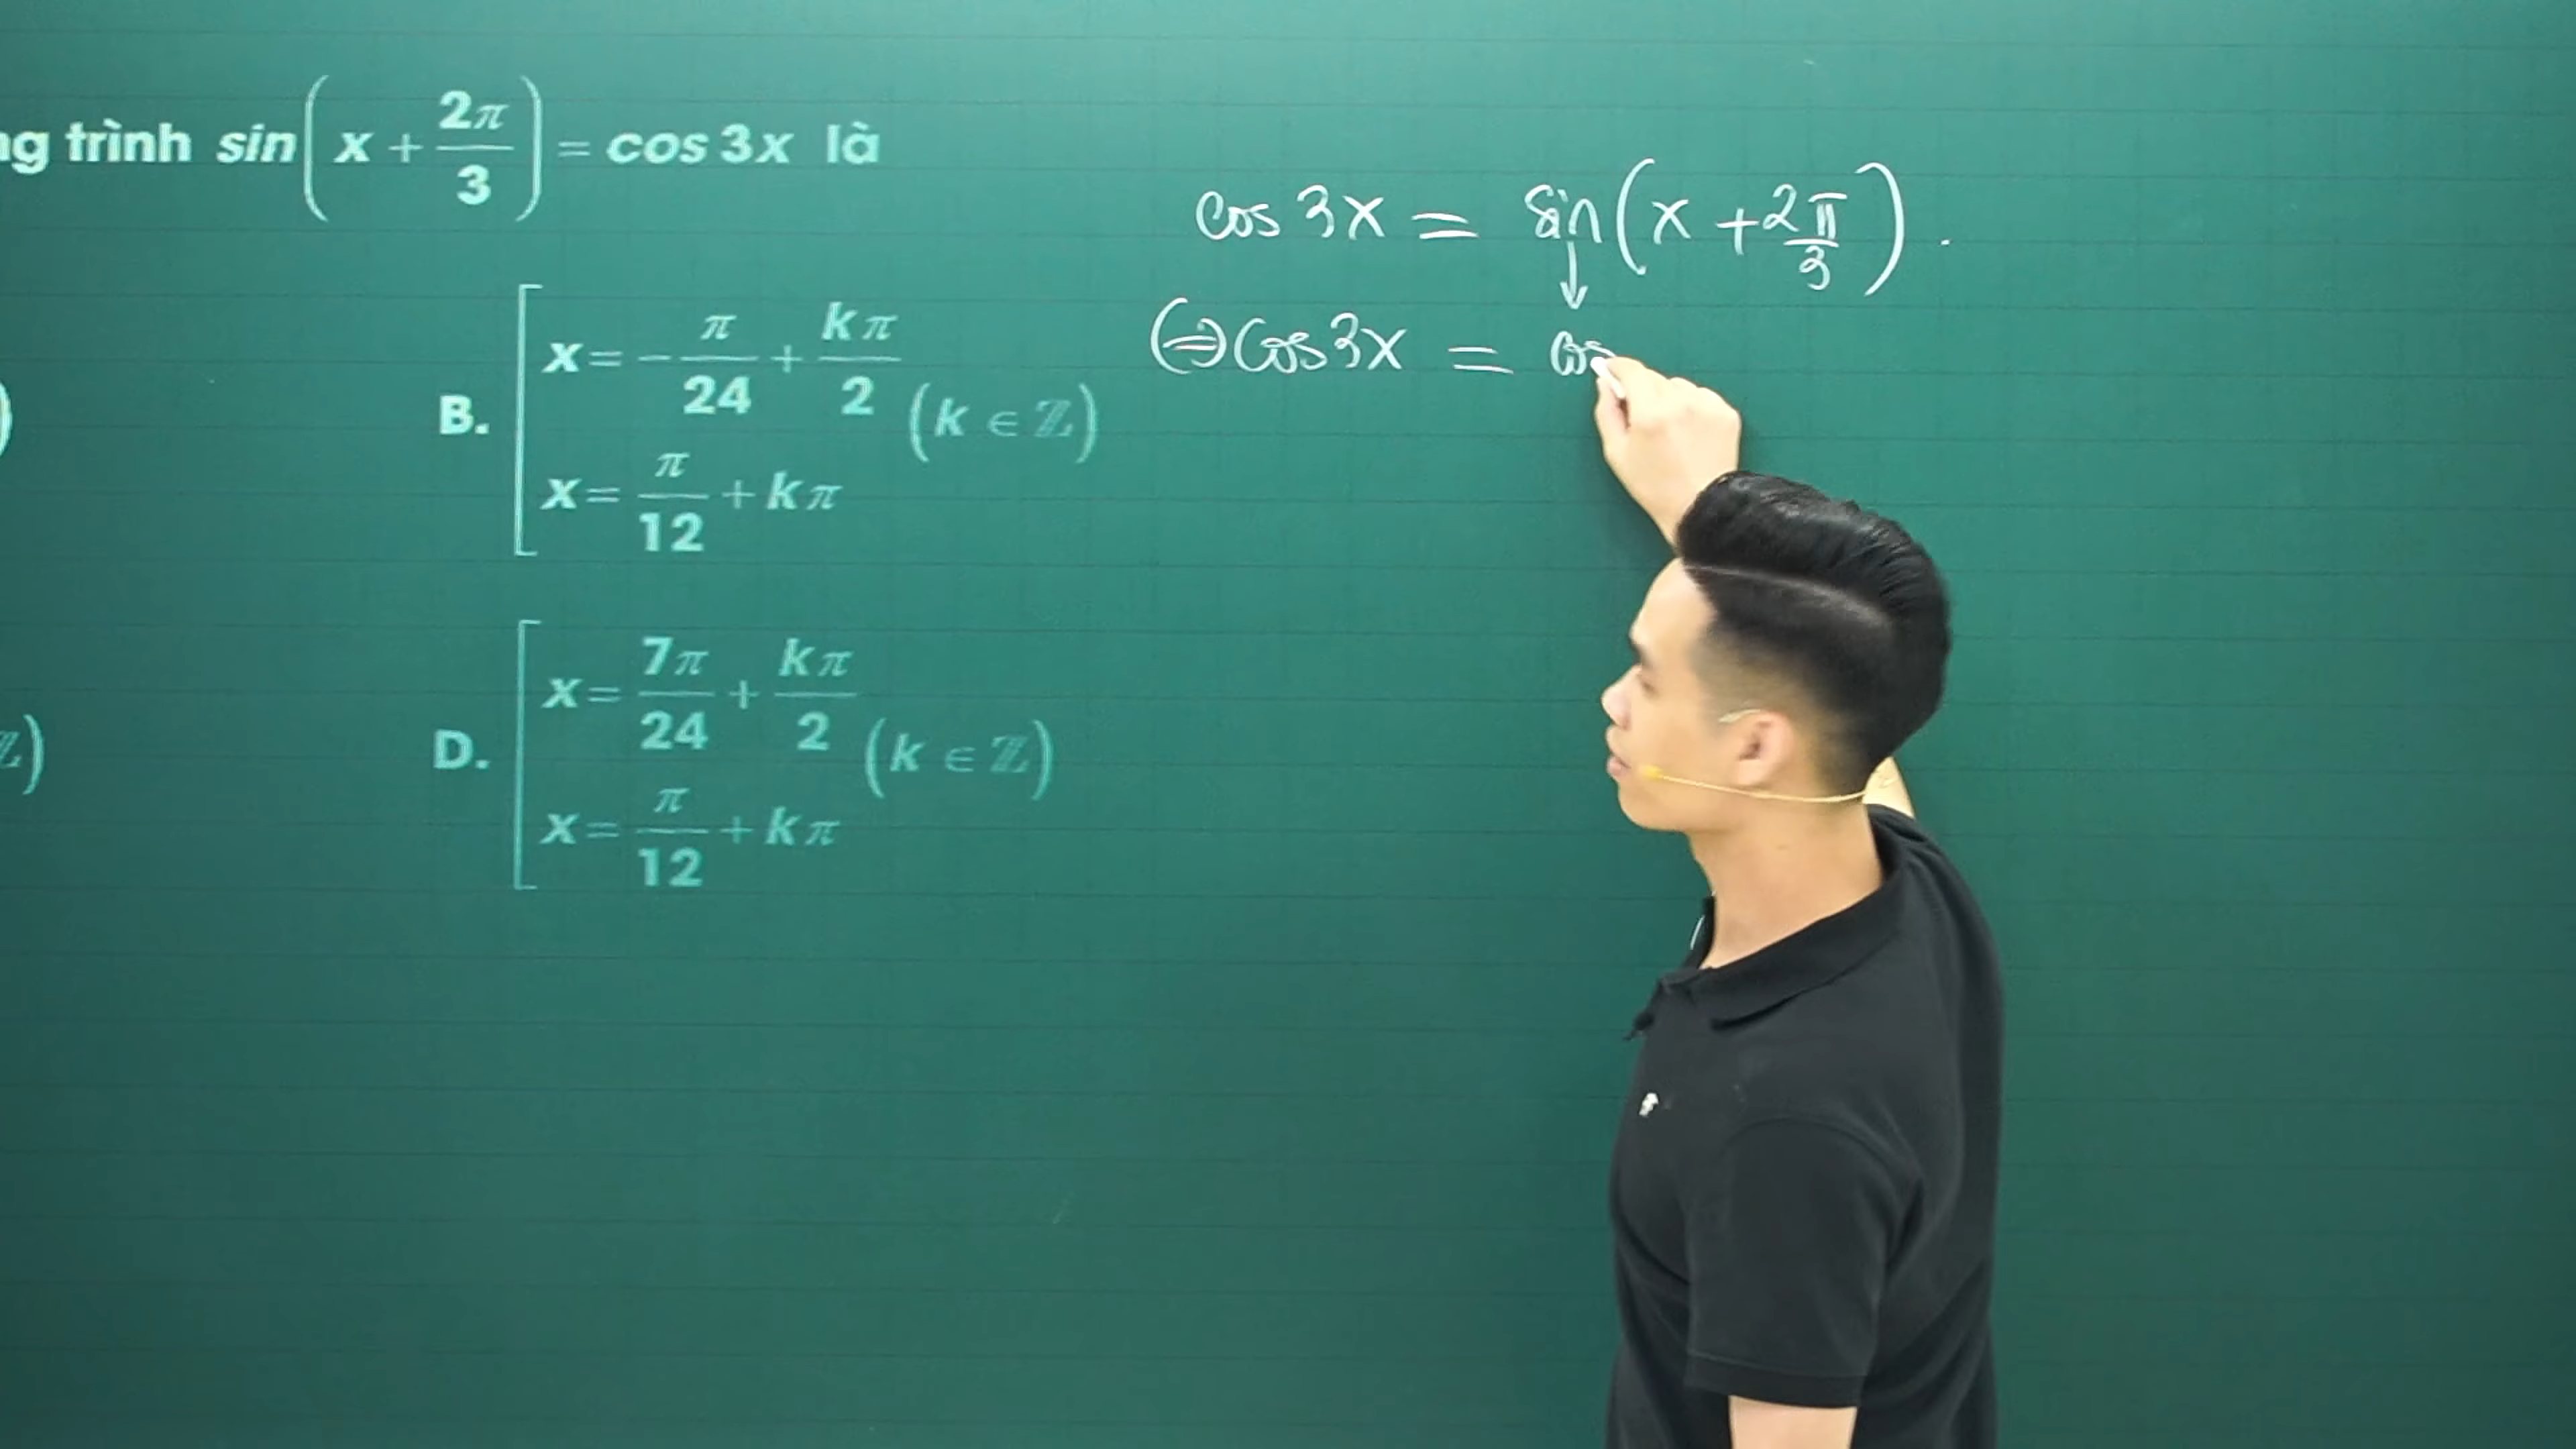 trình sin(x + 2π/3) = cos 3x là
B. [ x = -π/24 + kπ/2
x = π/12 + kπ (k ∈ ℤ)
ℤ)
D. [ x = 7π/24 + kπ/2
x = π/12 + kπ (k ∈ ℤ)
cos 3x = sin(x + 2π/3).
↓
⇔ cos 3x = cos